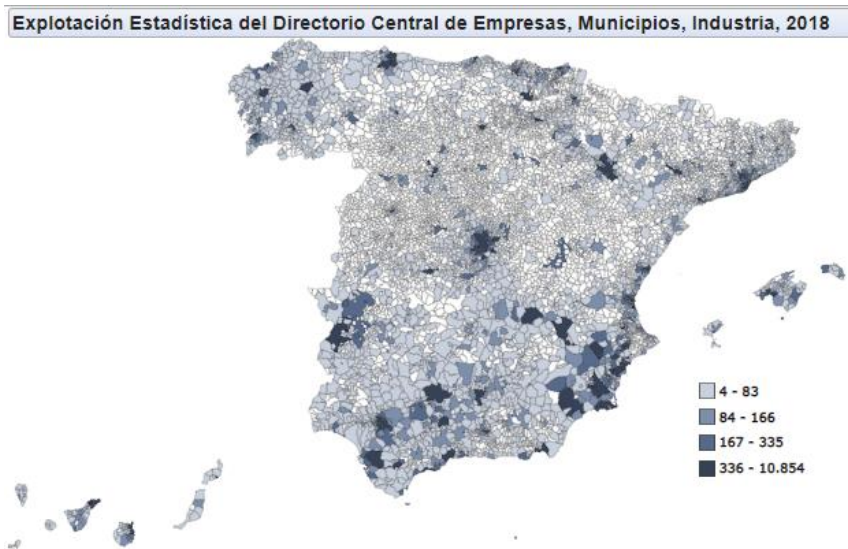 Explotación Estadística del Directorio Central de Empresas, Municipios, Industria, 2018
4 - 83
84 - 166
167 - 335
336 - 10.854